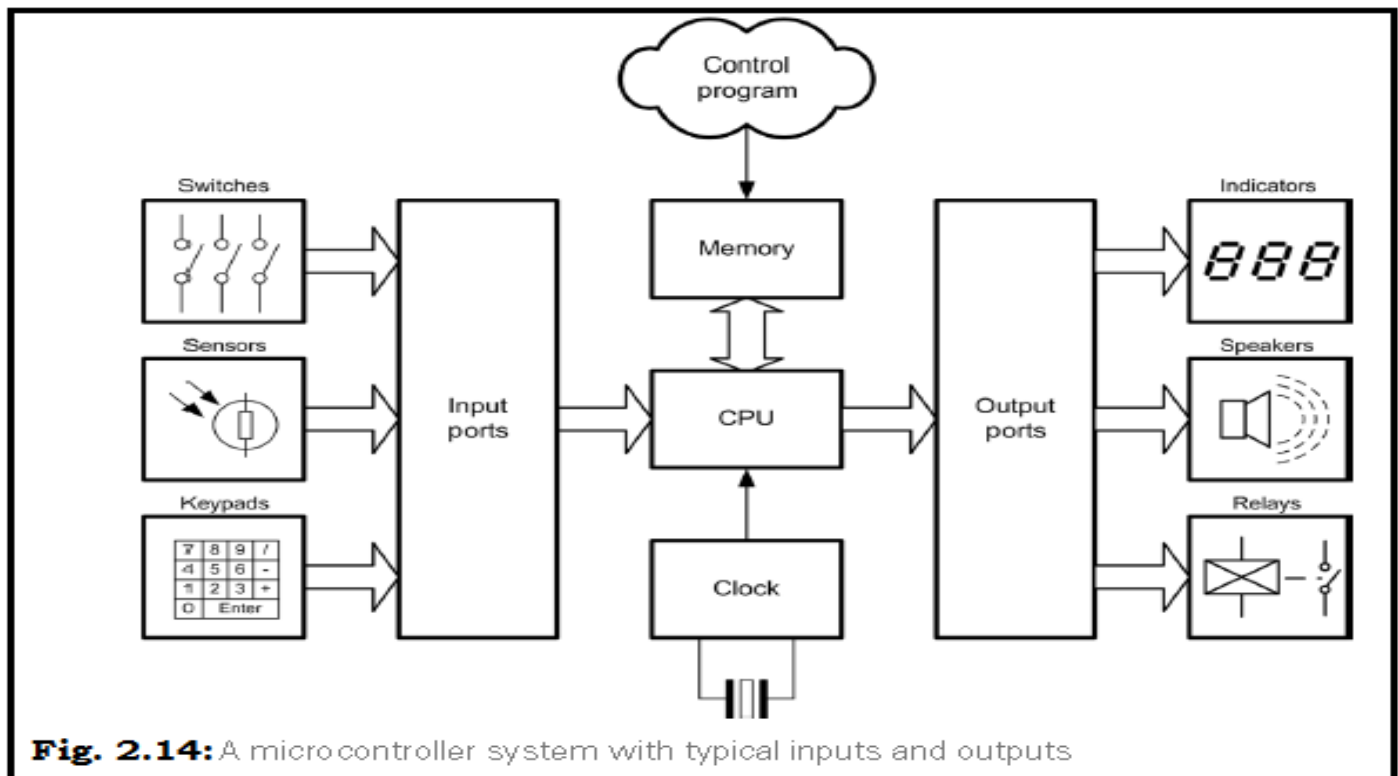 Control
program
Switches
Indicators
Memory
888
Sensors
Speakers
Input
ports
CPU
Output
ports
Keypads
Relays
7 8 9 /
4 5 6 -
1 2 3 +
0 Enter
Clock
Fig. 2.14: A microcontroller system with typical inputs and outputs